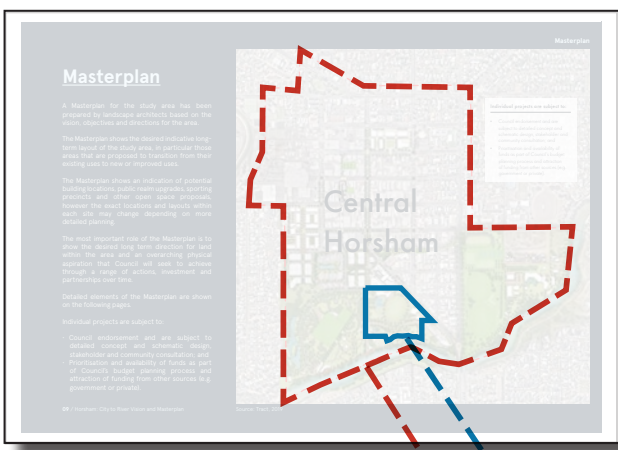 Masterplan
Masterplan
A Masterplan for the study area has been
prepared by landscape architects based on the
vision, objectives and directions for the area.
The Masterplan shows the desired indicative long-
term layout of the study area, in particular those
areas that are proposed to transition from their
existing uses to new or improved uses.
The Masterplan shows an indication of potential
building locations, public realm upgrades, sporting
precincts and other open space proposals,
however the exact locations and layouts within
each site may change depending on more
detailed planning.
The most important role of the Masterplan is to
show the desired long term direction for land
within the area and an overarching physical
aspiration that Council will seek to achieve
through a range of actions, investment and
partnerships over time.
Detailed elements of the Masterplan are shown
on the following pages.
Individual projects are subject to:
- Council endorsement and are subject to
detailed concept and schematic design,
stakeholder and community consultation; and
- Prioritisation and availability of funds as part
of Council's budget planning process and
attraction of funding from other sources (e.g.
government or private).
Individual projects are subject to:
Central
Horsham
/ Horsham City to River Vision and Masterplan